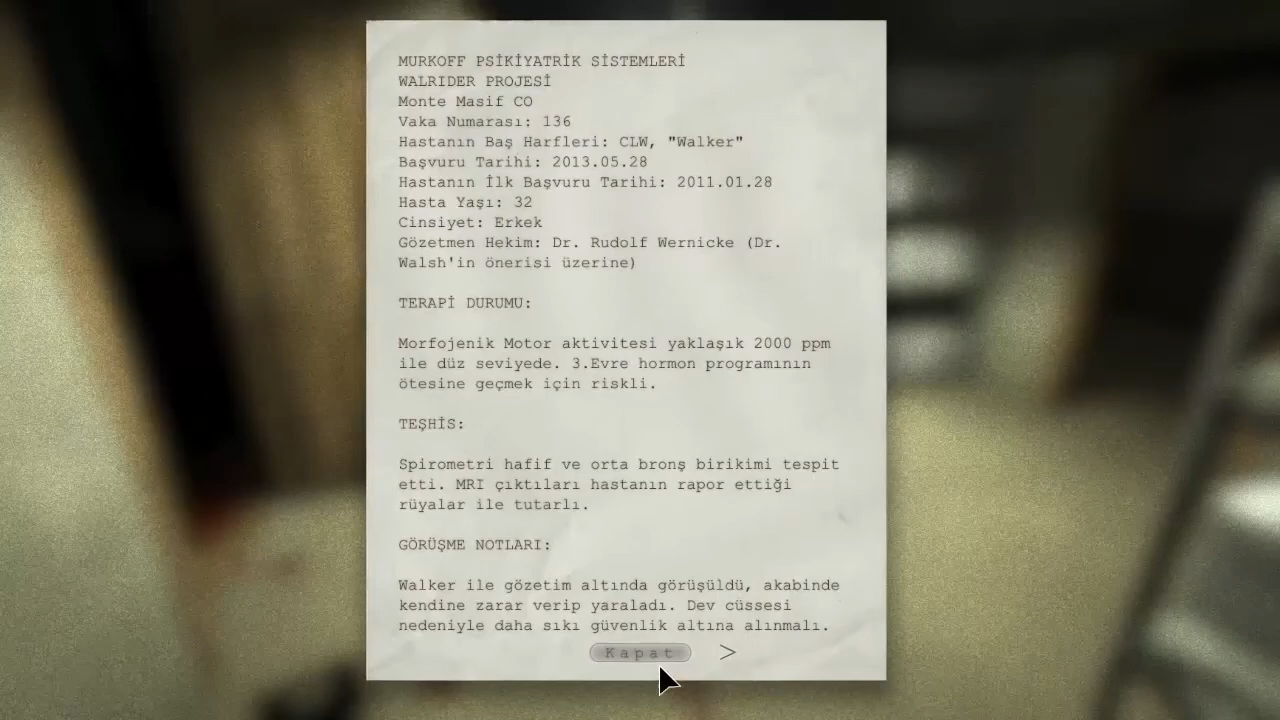 MURKOFF PSİKİYATRİK SİSTEMLERİ
WALRIDER PROJESİ
Monte Masif CO
Vaka Numarası: 136
Hastanın Baş Harfleri: CLW, "Walker"
Başvuru Tarihi: 2013.05.28
Hastanın İlk Başvuru Tarihi: 2011.01.28
Hasta Yaşı: 32
Cinsiyet: Erkek
Gözetmen Hekim: Dr. Rudolf Wernicke (Dr.
Walsh'in önerisi üzerine)
TERAPİ DURUMU:
Morfojenik Motor aktivitesi yaklaşık 2000 ppm
ile düz seviyede. 3.Evre hormon programının
ötesine geçmek için riskli.
TEŞHİS:
Spirometri hafif ve orta bronş birikimi tespit
etti. MRI çıktıları hastanın rapor ettiği
rüyalar ile tutarlı.
GÖRÜŞME NOTLARI:
Walker ile gözetim altında görüşüldü, akabinde
kendine zarar verip yaraladı. Dev cüssesi
nedeniyle daha sıkı güvenlik altına alınmalı.
Kapat >